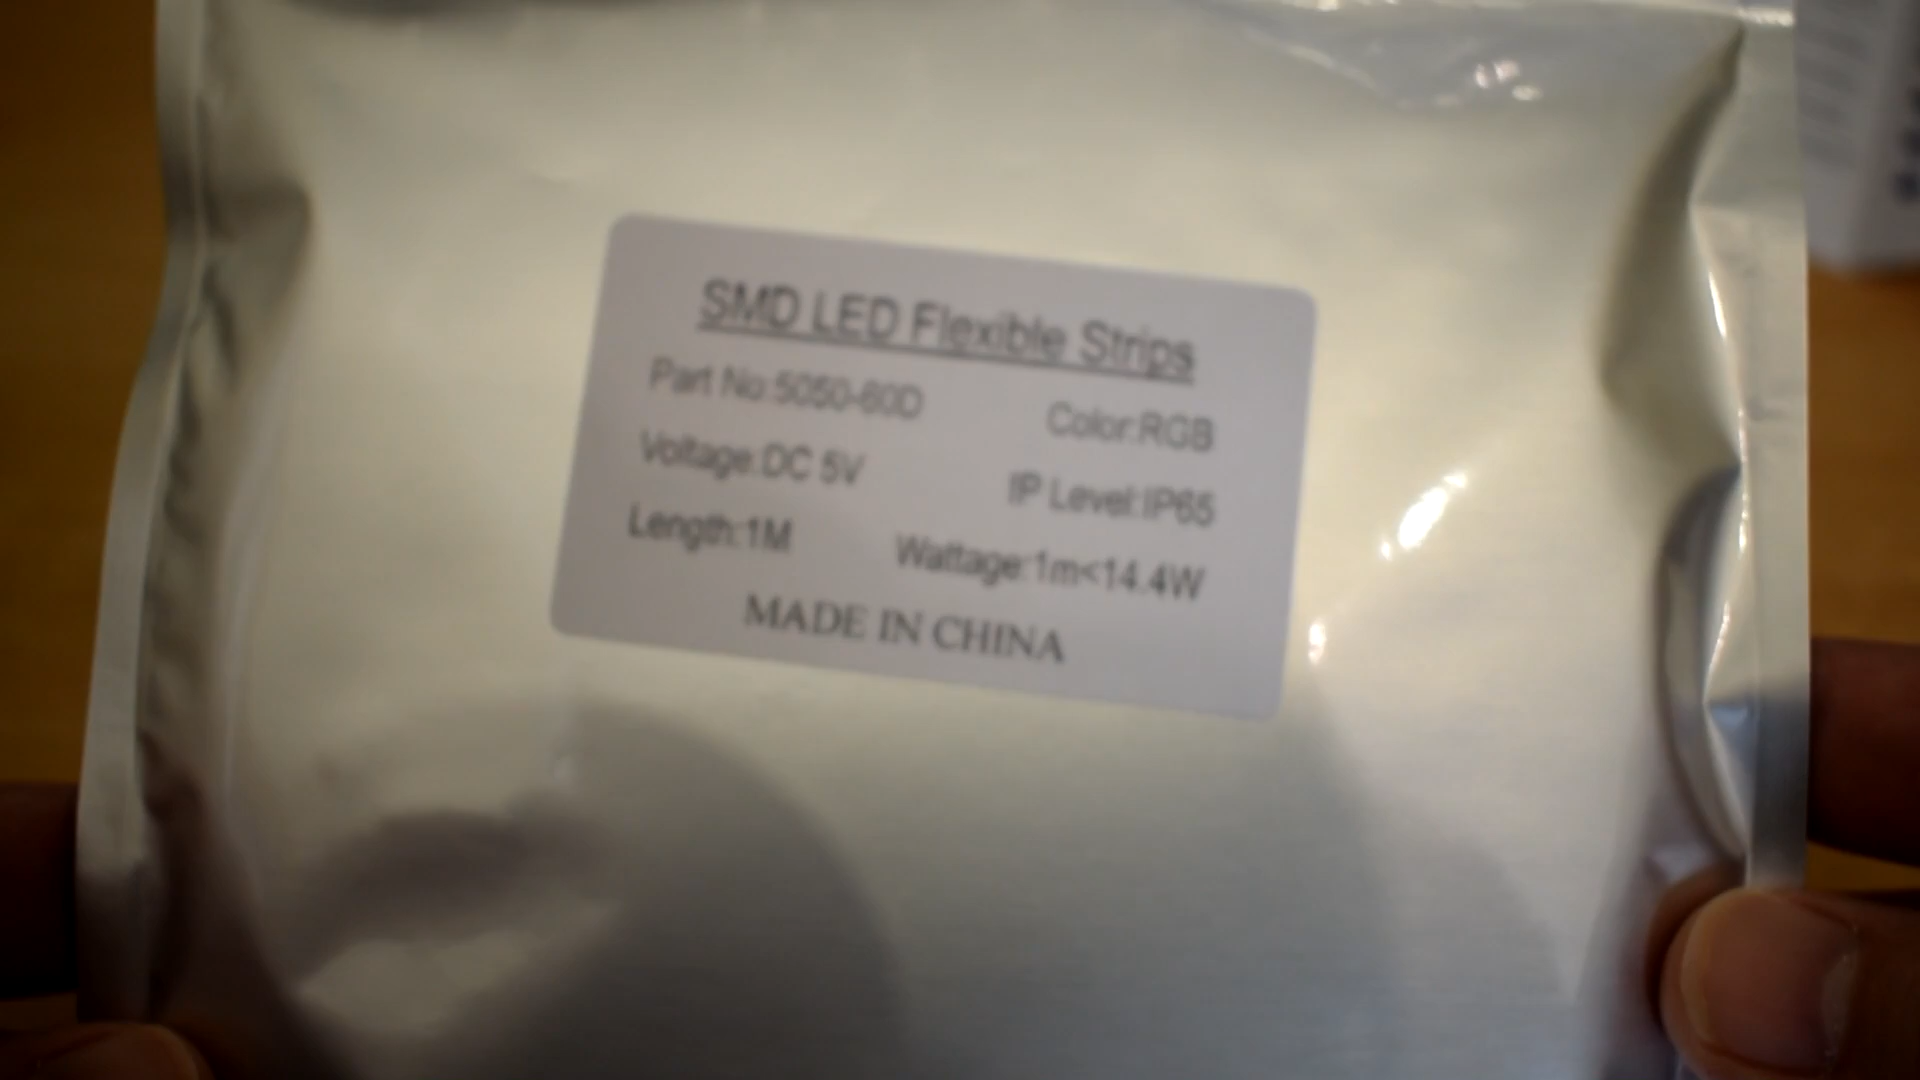 SMD LED Flexible Strips
Part No:5050-60D Color:RGB
Voltage:DC 5V IP Level:IP65
Length:1M Wattage:1m<14.4W
MADE IN CHINA